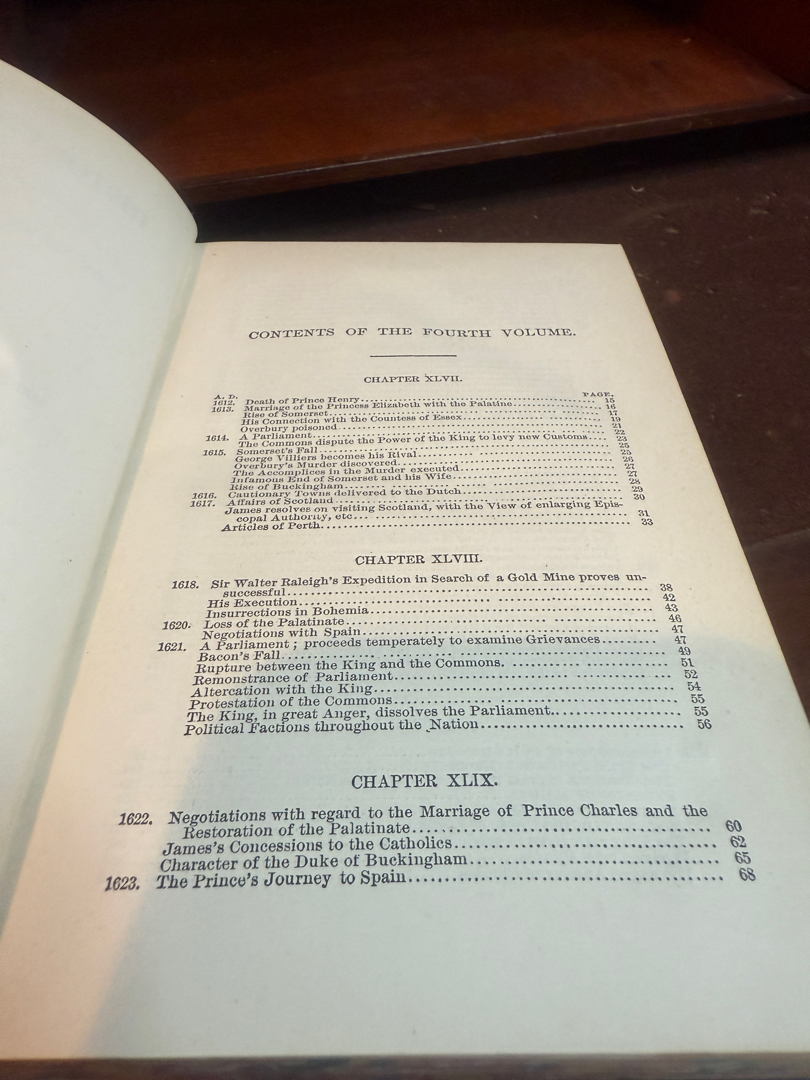 CONTENTS OF THE FOURTH VOLUME.
CHAPTER XLVII.
A. D. PAGE.
1612. Death of Prince Henry 15
1613. Marriage of the Princess Elizabeth with the Palatine 16
Rise of Somerset 17
His Connection with the Countess of Essex 19
Overbury poisoned 21
1614. A Parliament 22
The Commons dispute the Power of the King to levy new Customs 23
1615. Somerset's Fall 25
George Villiers becomes his Rival 25
Overbury's Murder discovered 26
The Accomplices in the Murder executed 27
Infamous End of Somerset and his Wife 27
Rise of Buckingham 28
1616. Cautionary Towns delivered to the Dutch 29
1617. Affairs of Scotland 30
James resolves on visiting Scotland, with the View of enlarging Epis-
copal Authority, etc. 31
Articles of Perth 33
CHAPTER XLVIII.
1618. Sir Walter Raleigh's Expedition in Search of a Gold Mine proves un-
successful 38
His Execution 42
Insurrections in Bohemia 43
1620. Loss of the Palatinate 46
Negotiations with Spain 47
1621. A Parliament; proceeds temperately to examine Grievances 47
Bacon's Fall 49
Rupture between the King and the Commons. 51
Remonstrance of Parliament 52
Altercation with the King 54
Protestation of the Commons 55
The King, in great Anger, dissolves the Parliament 55
Political Factions throughout the Nation 56
CHAPTER XLIX.
1622. Negotiations with regard to the Marriage of Prince Charles and the
Restoration of the Palatinate 60
James's Concessions to the Catholics 62
Character of the Duke of Buckingham 65
1623. The Prince's Journey to Spain 68